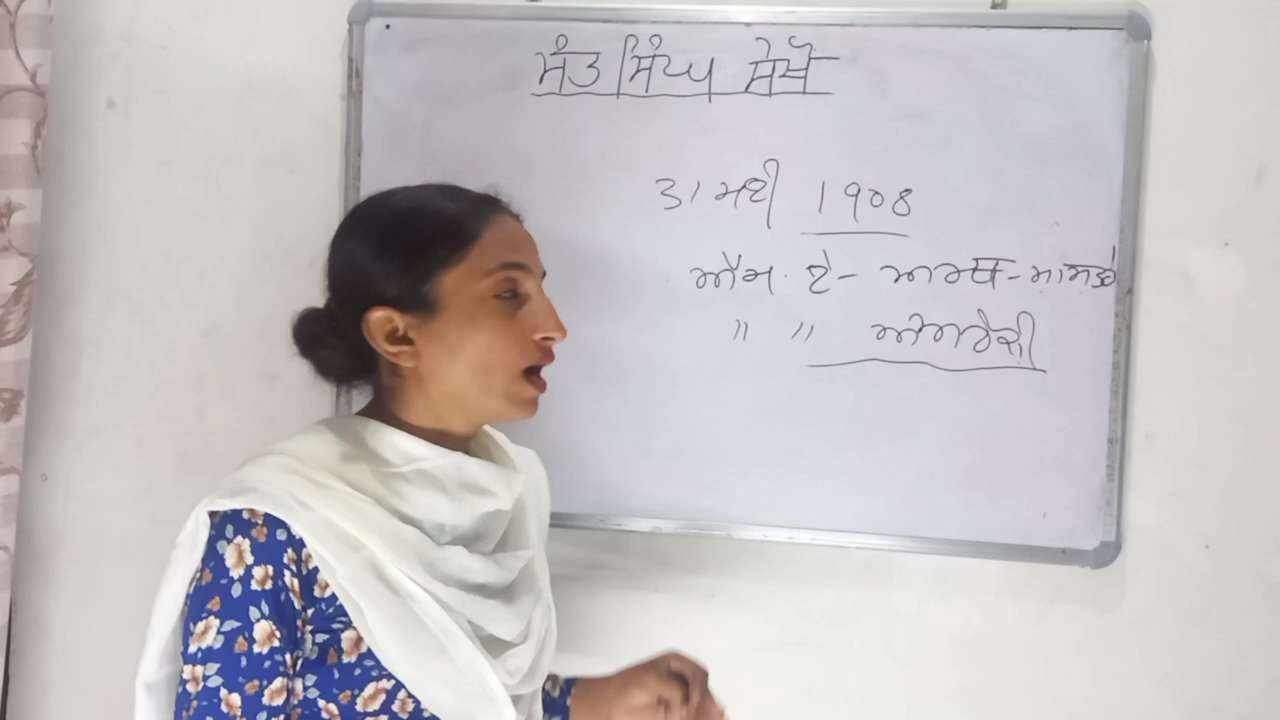 ਸੰਤ ਸਿੰਘ ਸੇਖੋਂ
31 ਮਈ 1908
ਐਮ. ਏ- ਅਰਥ-ਸ਼ਾਸਤਰ
" " ਅੰਗਰੇਜ਼ੀ